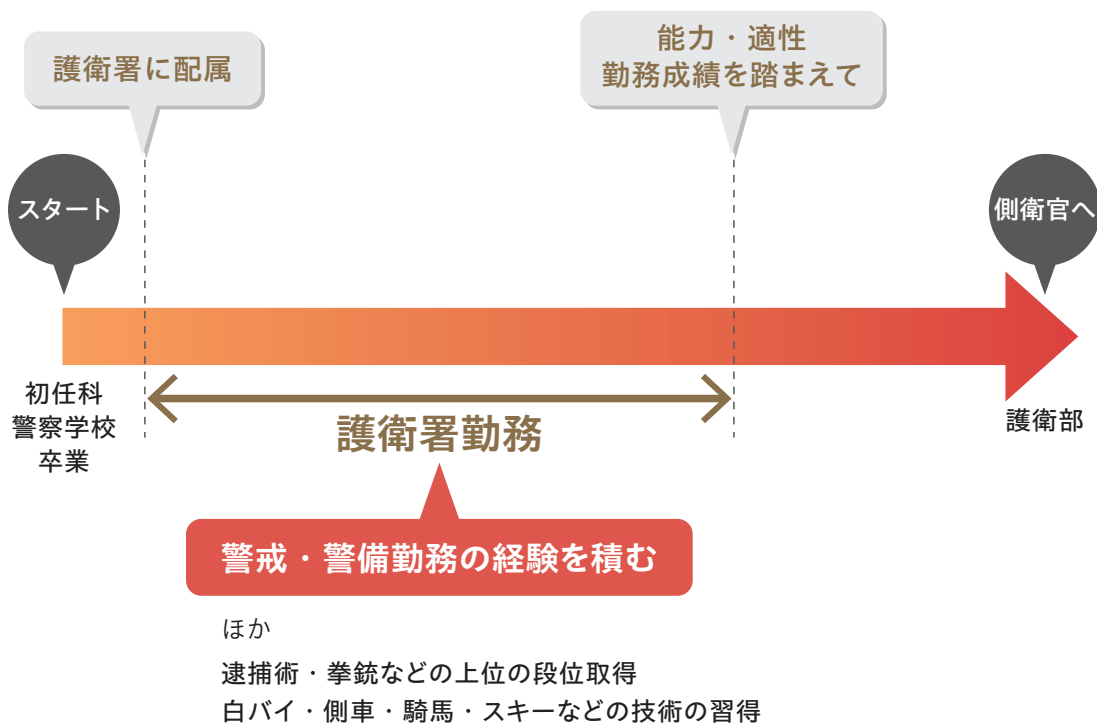 護衛署に配属
能力・適性
勤務成績を踏まえて
スタート
側衛官へ
初任科
警察学校
卒業
護衛署勤務
護衛部
警戒・警備勤務の経験を積む
ほか
逮捕術・拳銃などの上位の段位取得
白バイ・側車・騎馬・スキーなどの技術の習得